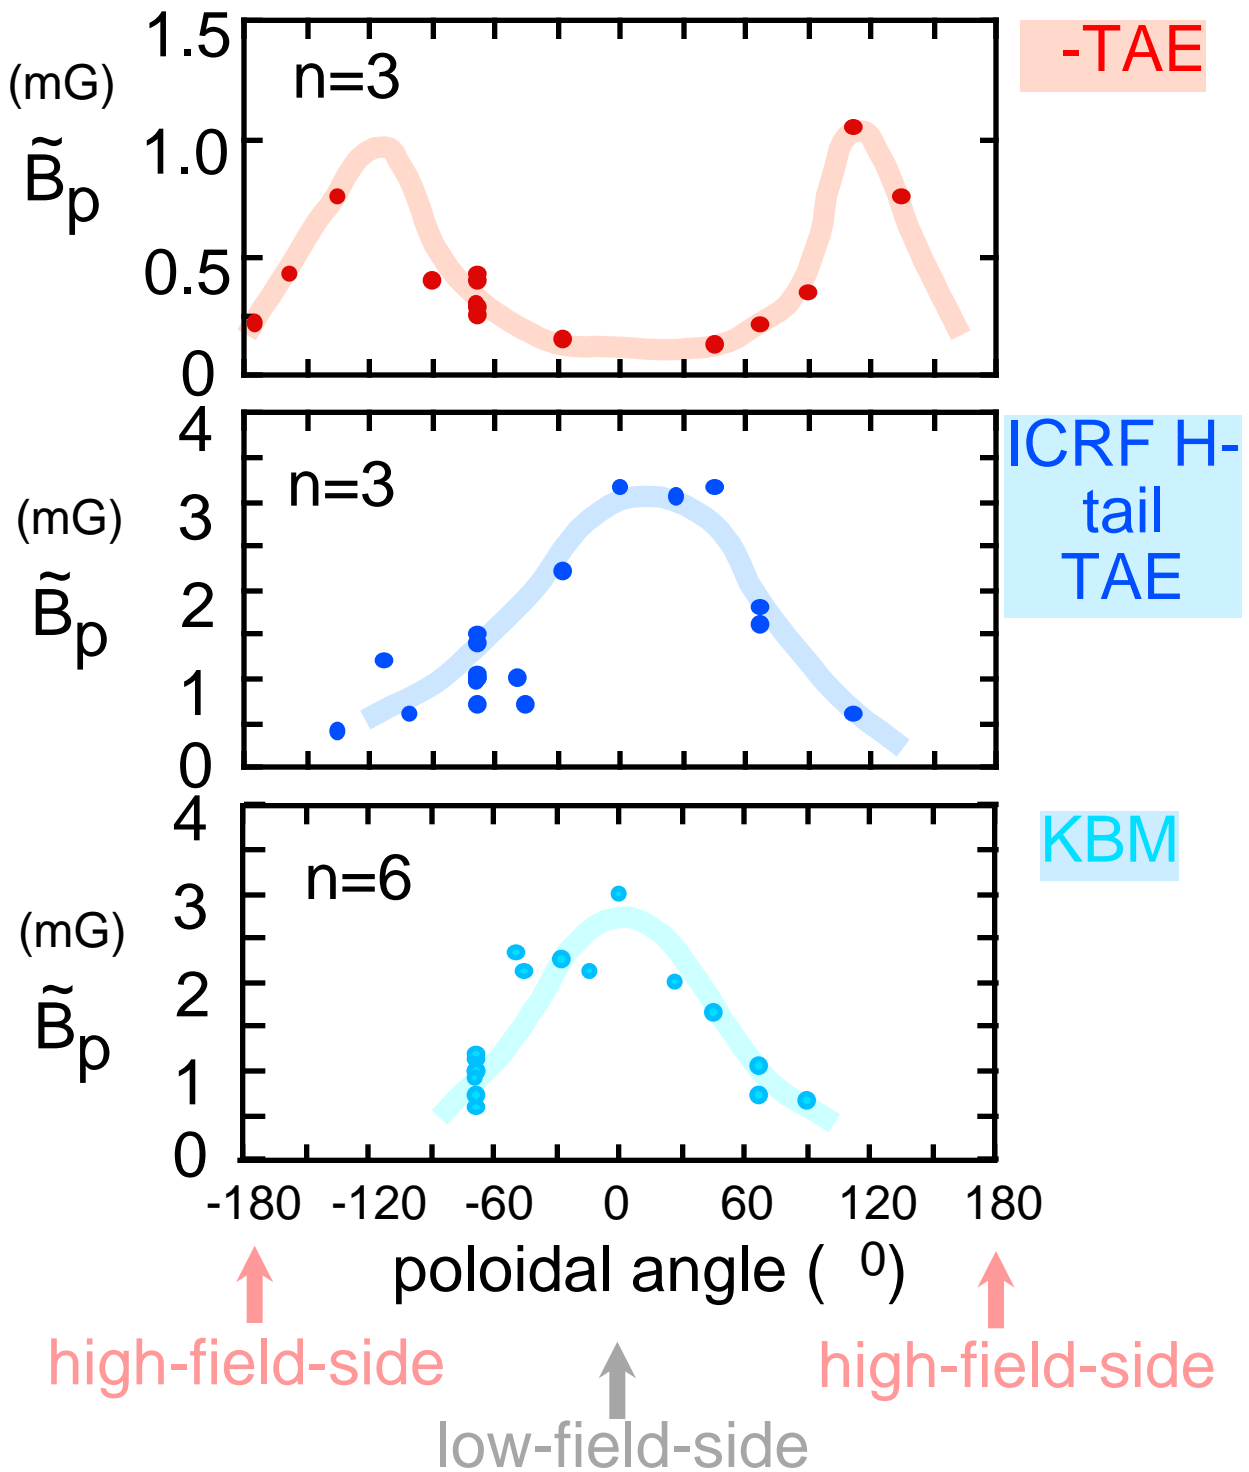 1.5
(mG)
n=3
-TAE
1.0
B̃p
0.5
0
4
(mG)
n=3
ICRF H-
tail
TAE
3
B̃p
2
1
0
4
(mG)
n=6
KBM
3
B̃p
2
1
0
-180 -120 -60 0 60 120 180
poloidal angle ( 0)
high-field-side
high-field-side
low-field-side